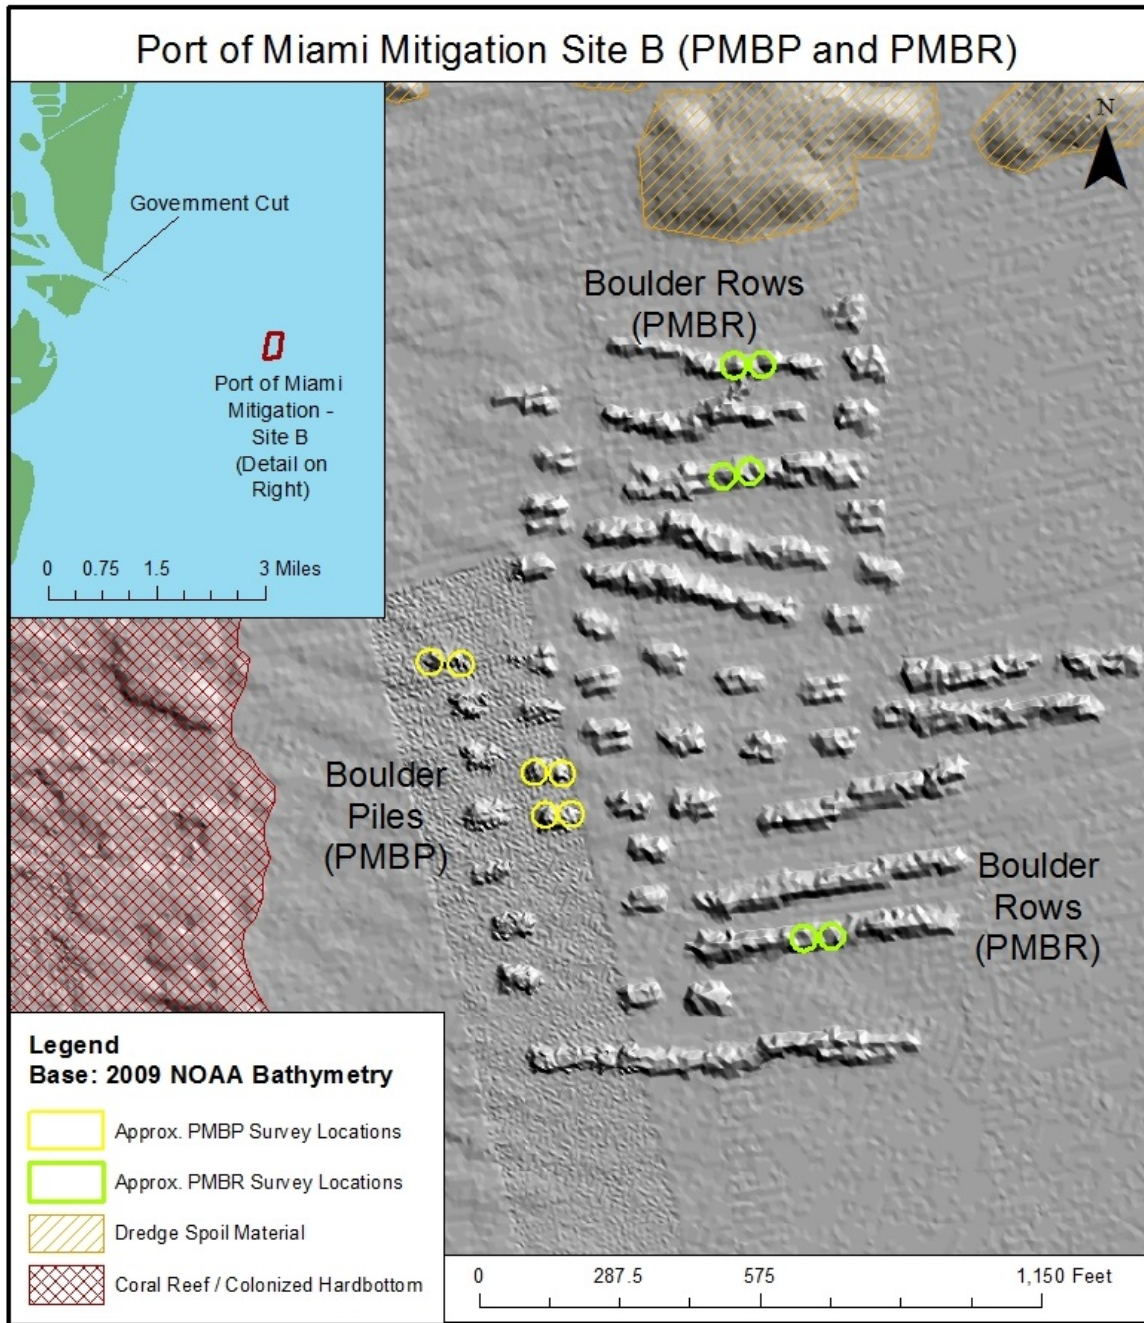 Port of Miami Mitigation Site B (PMBP and PMBR)
N
Government Cut
Port of Miami
Mitigation -
Site B
(Detail on
Right)
0 0.75 1.5 3 Miles
Boulder Rows
(PMBR)
Boulder
Piles
(PMBP)
Boulder
Rows
(PMBR)
Legend
Base: 2009 NOAA Bathymetry
Approx. PMBP Survey Locations
Approx. PMBR Survey Locations
Dredge Spoil Material
Coral Reef / Colonized Hardbottom
0 287.5 575 1,150 Feet